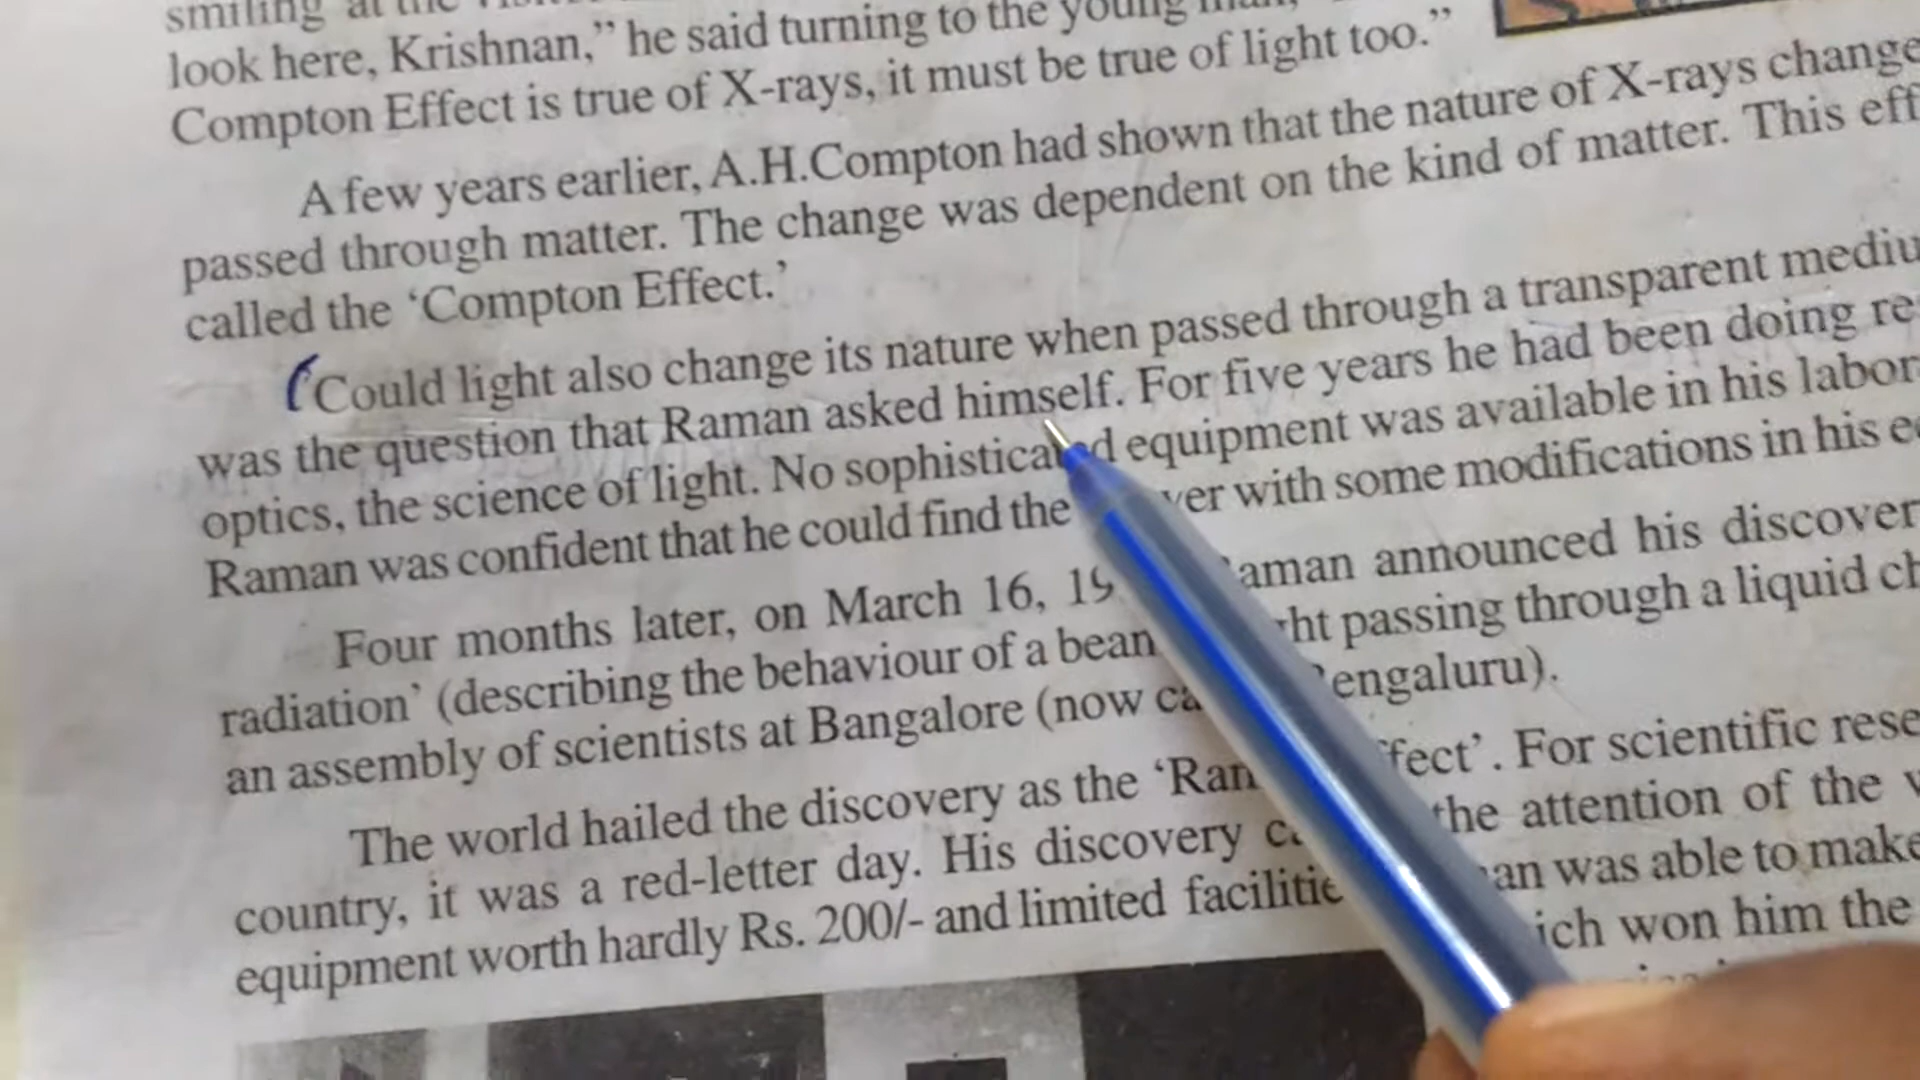 smiling at the
look here, Krishnan," he said turning to the young man,
Compton Effect is true of X-rays, it must be true of light too."
A few years earlier, A.H.Compton had shown that the nature of X-rays change
passed through matter. The change was dependent on the kind of matter. This eff
called the 'Compton Effect.'
Could light also change its nature when passed through a transparent mediu
was the question that Raman asked himself. For five years he had been doing re
optics, the science of light. No sophisticated equipment was available in his labor
Raman was confident that he could find the wer with some modifications in his e
Four months later, on March 16, 19 aman announced his discover
radiation' (describing the behaviour of a bean ht passing through a liquid ch
an assembly of scientists at Bangalore (now ca engaluru).
The world hailed the discovery as the 'Ran ffect'. For scientific rese
country, it was a red-letter day. His discovery c the attention of the
equipment worth hardly Rs. 200/- and limited facilitie an was able to make
ich won him the